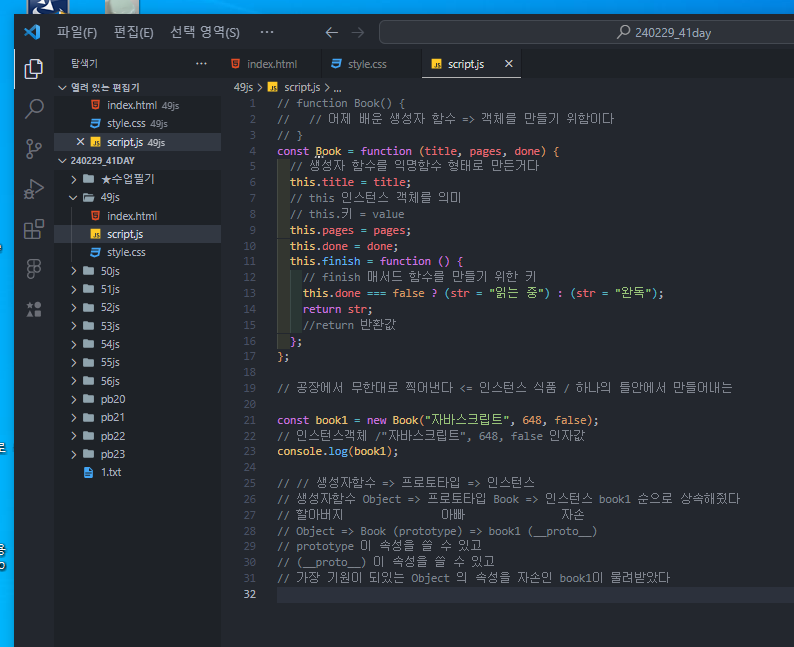 파일(F) 편집(E) 선택 영역(S) ··· ← → 240229_41day
탐색기 ···
열려 있는 편집기
index.html 49js
style.css 49js
script.js 49js
240229_41DAY
★수업필기
49js
index.html
script.js
style.css
50js
51js
52js
53js
54js
55js
56js
pb20
pb21
pb22
pb23
1.txt
index.html style.css script.js
49js > script.js > ...
1 // function Book() {
2 //   // 어제 배운 생성자 함수 => 객체를 만들기 위함이다
3 // }
4 const Book = function (title, pages, done) {
5 // 생성자 함수를 익명함수 형태로 만든거다
6 this.title = title;
7 // this 인스턴스 객체를 의미
8 // this.키 = value
9 this.pages = pages;
10 this.done = done;
11 this.finish = function () {
12 // finish 매서드 함수를 만들기 위한 키
13 this.done === false ? (str = "읽는 중") : (str = "완독");
14 return str;
15 //return 반환값
16 };
17 };
18
19 // 공장에서 무한대로 찍어낸다 <= 인스턴스 식품 / 하나의 틀안에서 만들어내는
20
21 const book1 = new Book("자바스크립트", 648, false);
22 // 인스턴스객체 /"자바스크립트", 648, false 인자값
23 console.log(book1);
24
25 // // 생성자함수 => 프로토타입 => 인스턴스
26 // 생성자함수 Object => 프로토타입 Book => 인스턴스 book1 순으로 상속해줬다
27 // 할아버지 아빠 자손
28 // Object => Book (prototype) => book1 (__proto__)
29 // prototype 이 속성을 쓸 수 있고
30 // (__proto__) 이 속성을 쓸 수 있고
31 // 가장 기원이 되있는 Object 의 속성을 자손인 book1이 물려받았다
32